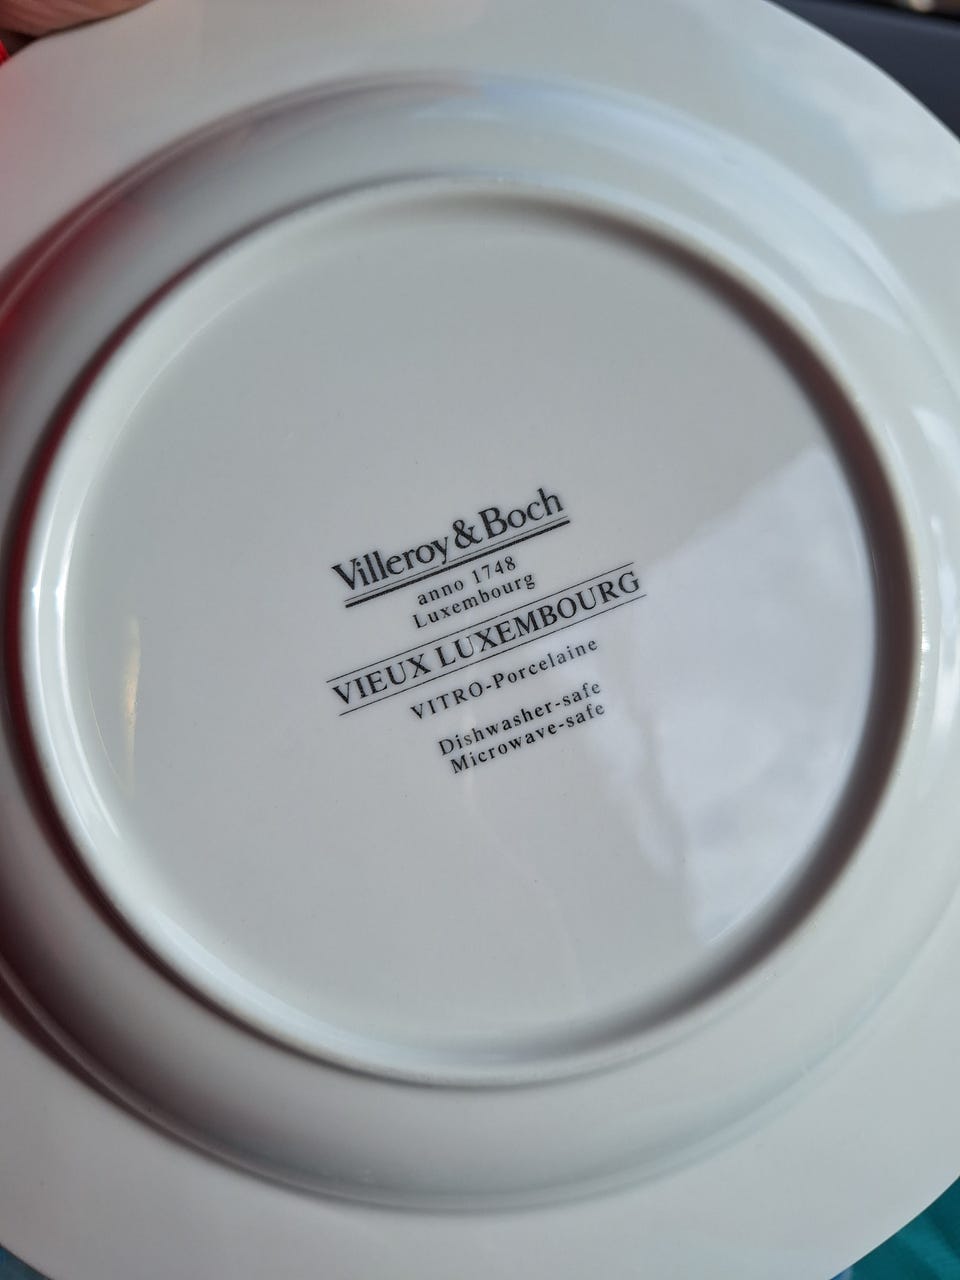 Villeroy & Boch
anno 1748
Luxembourg
VIEUX LUXEMBOURG
VITRO-Porcelaine
Dishwasher-safe
Microwave-safe